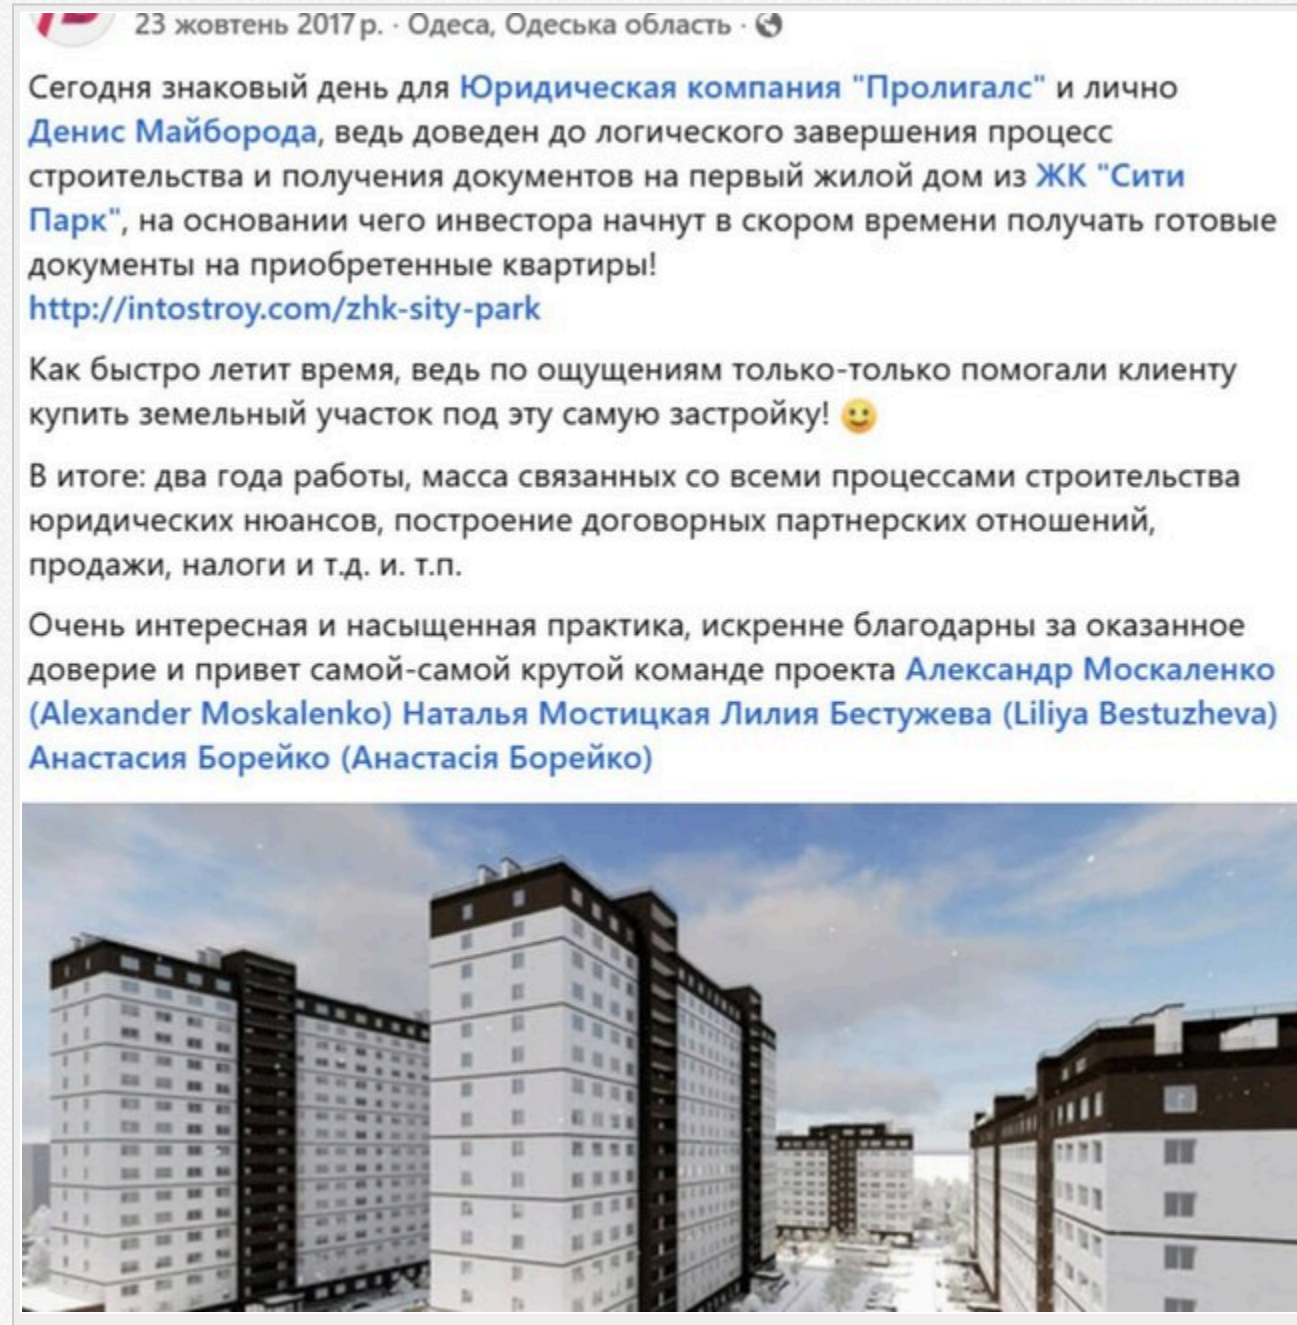 23 жовтень 2017 р. · Одеса, Одеська область ·
Сегодня знаковый день для Юридическая компания "Пролигалс" и лично
Денис Майборода, ведь доведен до логического завершения процесс
строительства и получения документов на первый жилой дом из ЖК "Сити
Парк", на основании чего инвестора начнут в скором времени получать готовые
документы на приобретенные квартиры!
http://intostroy.com/zhk-sity-park
Как быстро летит время, ведь по ощущениям только-только помогали клиенту
купить земельный участок под эту самую застройку! 🙂
В итоге: два года работы, масса связанных со всеми процессами строительства
юридических нюансов, построение договорных партнерских отношений,
продажи, налоги и т.д. и. т.п.
Очень интересная и насыщенная практика, искренне благодарны за оказанное
доверие и привет самой-самой крутой команде проекта Александр Москаленко
(Alexander Moskalenko) Наталья Мостицкая Лилия Бестужева (Liliya Bestuzheva)
Анастасия Борейко (Анастасія Борейко)